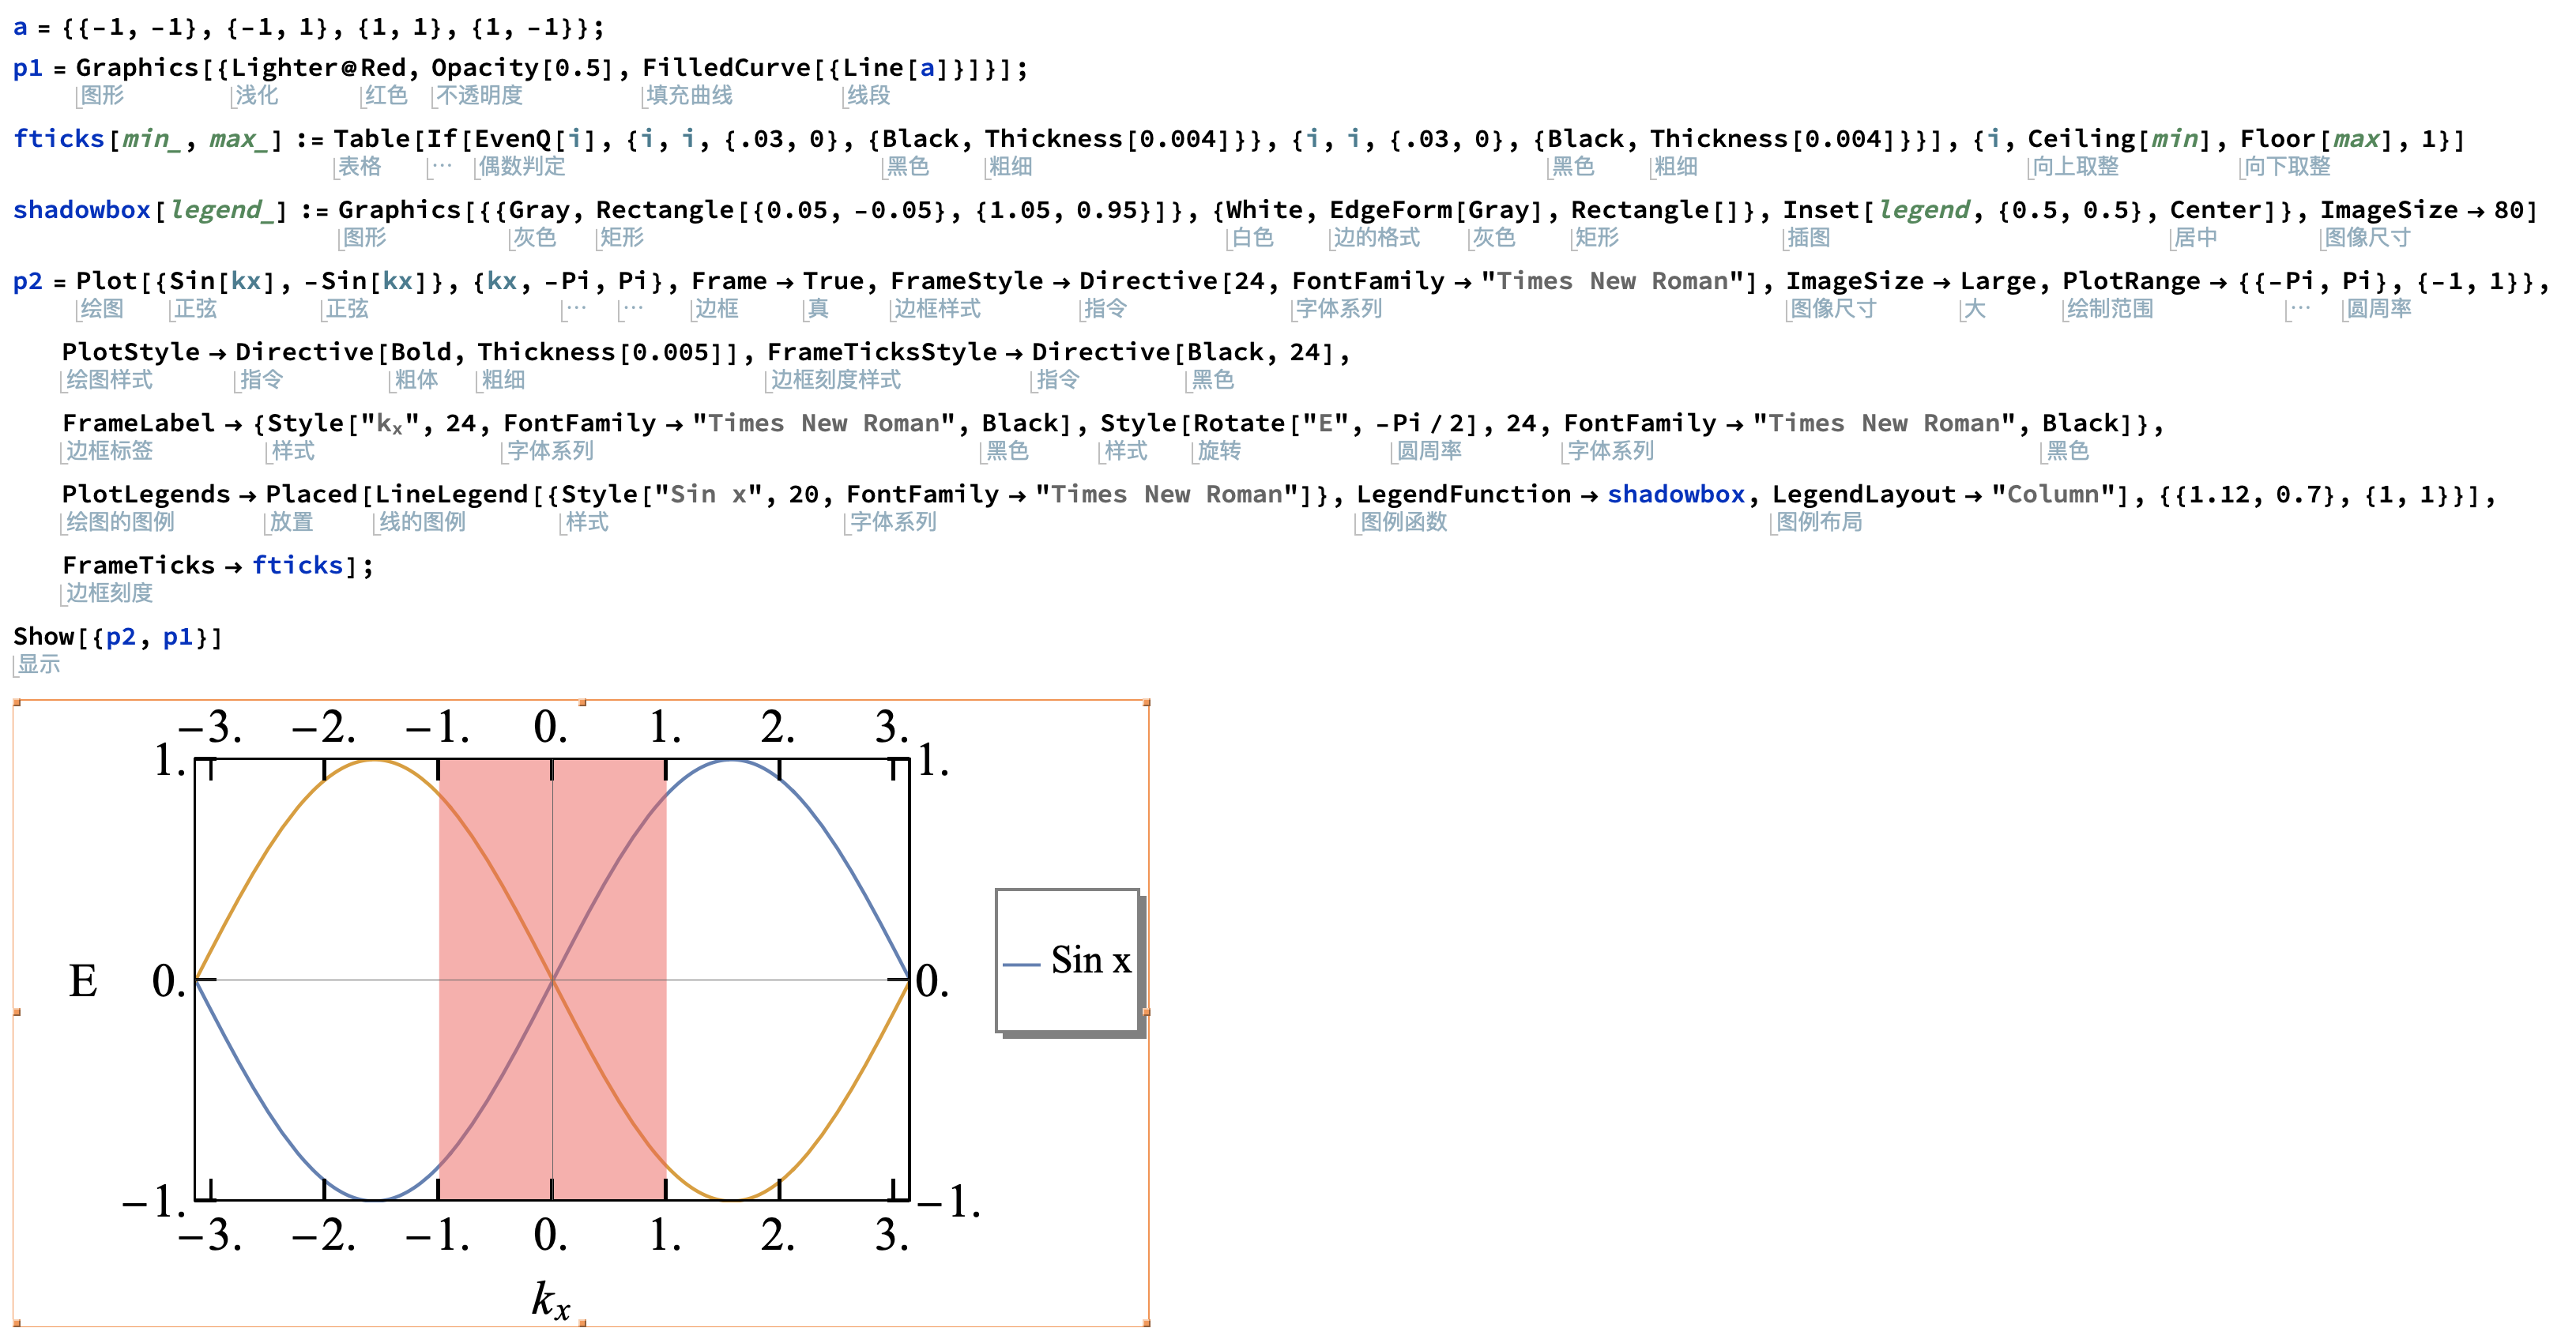 a = {{-1, -1}, {-1, 1}, {1, 1}, {1, -1}};
p1 = Graphics[{Lighter@Red, Opacity[0.5], FilledCurve[{Line[a]}]}];
图形 浅化 红色 不透明度 填充曲线 线段
fticks[min_, max_] := Table[If[EvenQ[i], {i, i, {.03, 0}, {Black, Thickness[0.004]}}, {i, i, {.03, 0}, {Black, Thickness[0.004]}}], {i, Ceiling[min], Floor[max], 1}]
表格 … 偶数判定 黑色 粗细 黑色 粗细 向上取整 向下取整
shadowbox[legend_] := Graphics[{{Gray, Rectangle[{0.05, -0.05}, {1.05, 0.95}]}, {White, EdgeForm[Gray], Rectangle[]}, Inset[legend, {0.5, 0.5}, Center]}, ImageSize → 80]
图形 灰色 矩形 白色 边的格式 灰色 矩形 插图 居中 图像尺寸
p2 = Plot[{Sin[kx], -Sin[kx]}, {kx, -Pi, Pi}, Frame → True, FrameStyle → Directive[24, FontFamily → "Times New Roman"], ImageSize → Large, PlotRange → {{-Pi, Pi}, {-1, 1}},
绘图 正弦 正弦 … … 边框 真 边框样式 指令 字体系列 图像尺寸 大 绘制范围 … 圆周率
PlotStyle → Directive[Bold, Thickness[0.005]], FrameTicksStyle → Directive[Black, 24],
绘图样式 指令 粗体 粗细 边框刻度样式 指令 黑色
FrameLabel → {Style["kₓ", 24, FontFamily → "Times New Roman", Black], Style[Rotate["E", -Pi / 2], 24, FontFamily → "Times New Roman", Black]},
边框标签 样式 字体系列 黑色 样式 旋转 圆周率 字体系列 黑色
PlotLegends → Placed[LineLegend[{Style["Sin x", 20, FontFamily → "Times New Roman"]}, LegendFunction → shadowbox, LegendLayout → "Column"], {{1.12, 0.7}, {1, 1}}],
绘图的图例 放置 线的图例 样式 字体系列 图例函数 图例布局
FrameTicks → fticks];
边框刻度
Show[{p2, p1}]
显示
−3. −2. −1. 0. 1. 2. 3.
1. 1.
Sin x
E 0. 0.
−1. −1.
−3. −2. −1. 0. 1. 2. 3.
kₓ